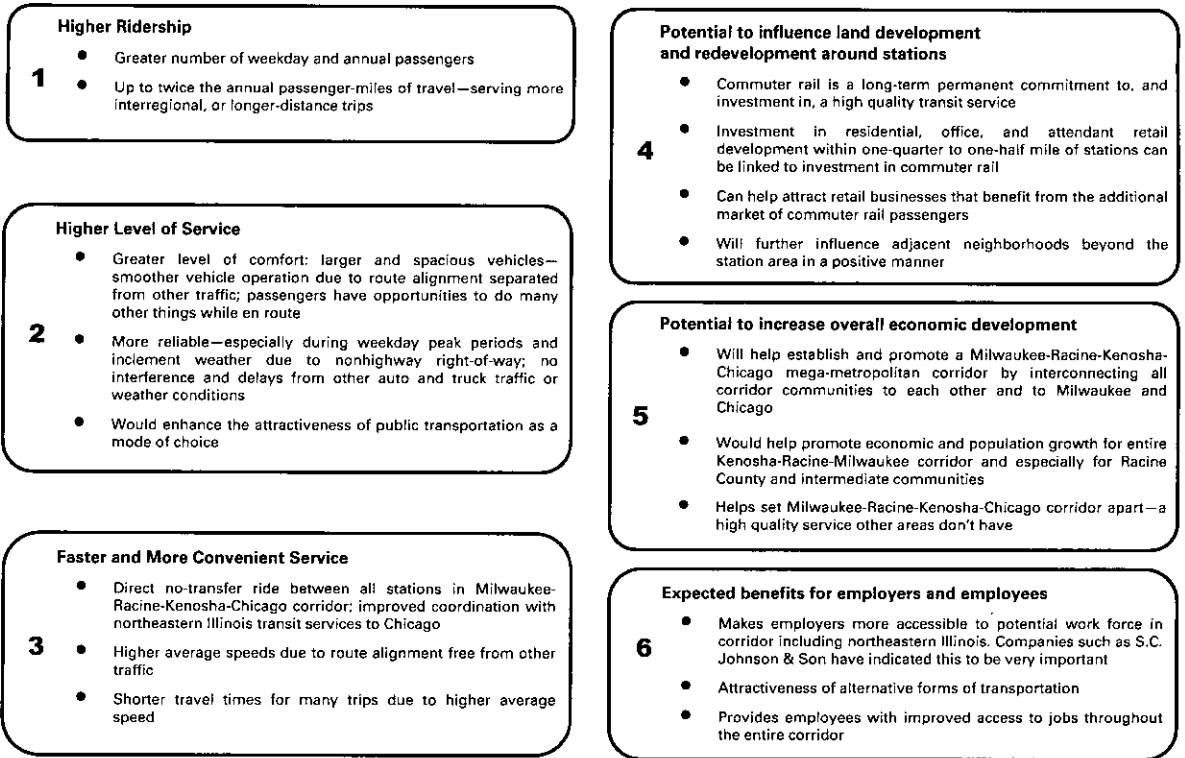 1
Higher Ridership
• Greater number of weekday and annual passengers
• Up to twice the annual passenger-miles of travel—serving more
interregional, or longer-distance trips
2
Higher Level of Service
• Greater level of comfort: larger and spacious vehicles—
smoother vehicle operation due to route alignment separated
from other traffic; passengers have opportunities to do many
other things while en route
• More reliable—especially during weekday peak periods and
inclement weather due to nonhighway right-of-way; no
interference and delays from other auto and truck traffic or
weather conditions
• Would enhance the attractiveness of public transportation as a
mode of choice
3
Faster and More Convenient Service
• Direct no-transfer ride between all stations in Milwaukee-
Racine-Kenosha-Chicago corridor; improved coordination with
northeastern Illinois transit services to Chicago
• Higher average speeds due to route alignment free from other
traffic
• Shorter travel times for many trips due to higher average
speed
4
Potential to influence land development
and redevelopment around stations
• Commuter rail is a long-term permanent commitment to, and
investment in, a high quality transit service
• Investment in residential, office, and attendant retail
development within one-quarter to one-half mile of stations can
be linked to investment in commuter rail
• Can help attract retail businesses that benefit from the additional
market of commuter rail passengers
• Will further influence adjacent neighborhoods beyond the
station area in a positive manner
5
Potential to increase overall economic development
• Will help establish and promote a Milwaukee-Racine-Kenosha-
Chicago mega-metropolitan corridor by interconnecting all
corridor communities to each other and to Milwaukee and
Chicago
• Would help promote economic and population growth for entire
Kenosha-Racine-Milwaukee corridor and especially for Racine
County and intermediate communities
• Helps set Milwaukee-Racine-Kenosha-Chicago corridor apart—a
high quality service other areas don't have
6
Expected benefits for employers and employees
• Makes employers more accessible to potential work force in
corridor including northeastern Illinois. Companies such as S.C.
Johnson & Son have indicated this to be very important
• Attractiveness of alternative forms of transportation
• Provides employees with improved access to jobs throughout
the entire corridor